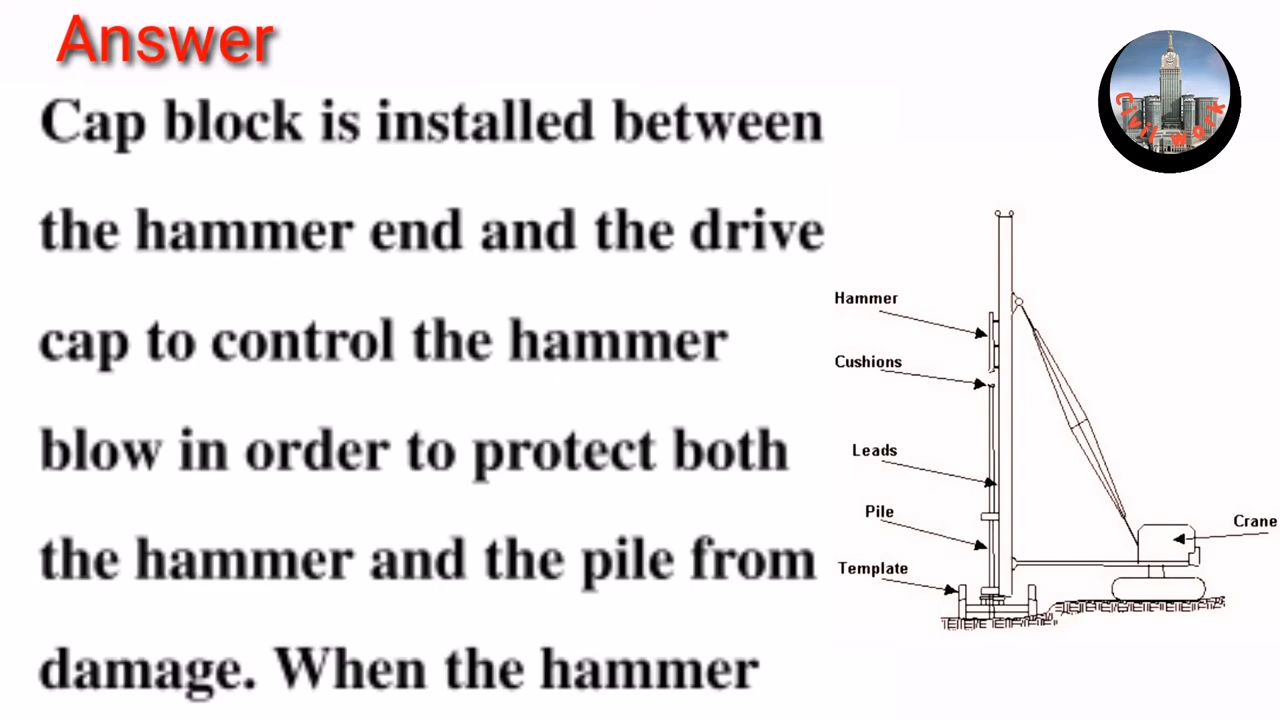 Answer
Cap block is installed between
the hammer end and the drive
cap to control the hammer
blow in order to protect both
the hammer and the pile from
damage. When the hammer
Civil work
Hammer
Cushions
Leads
Pile
Template
Crane